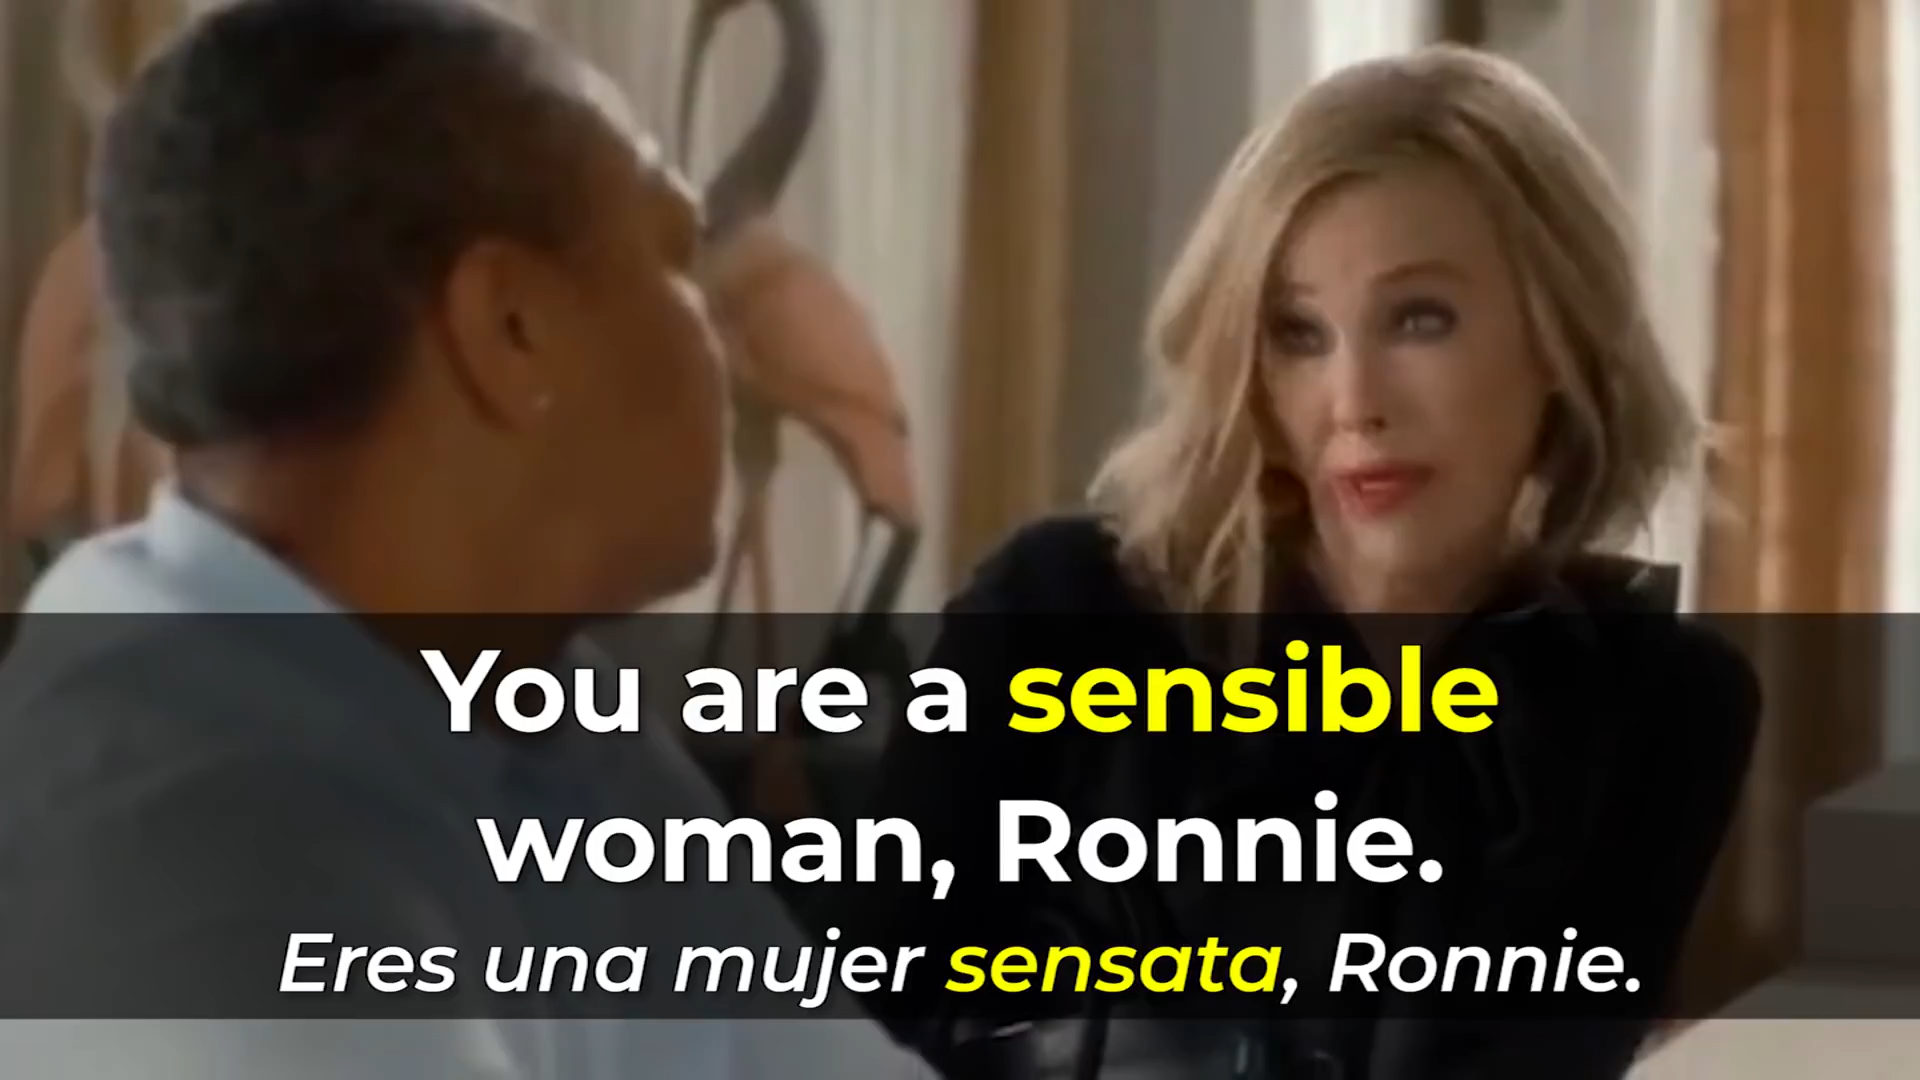 You are a sensible
woman, Ronnie.
Eres una mujer sensata, Ronnie.